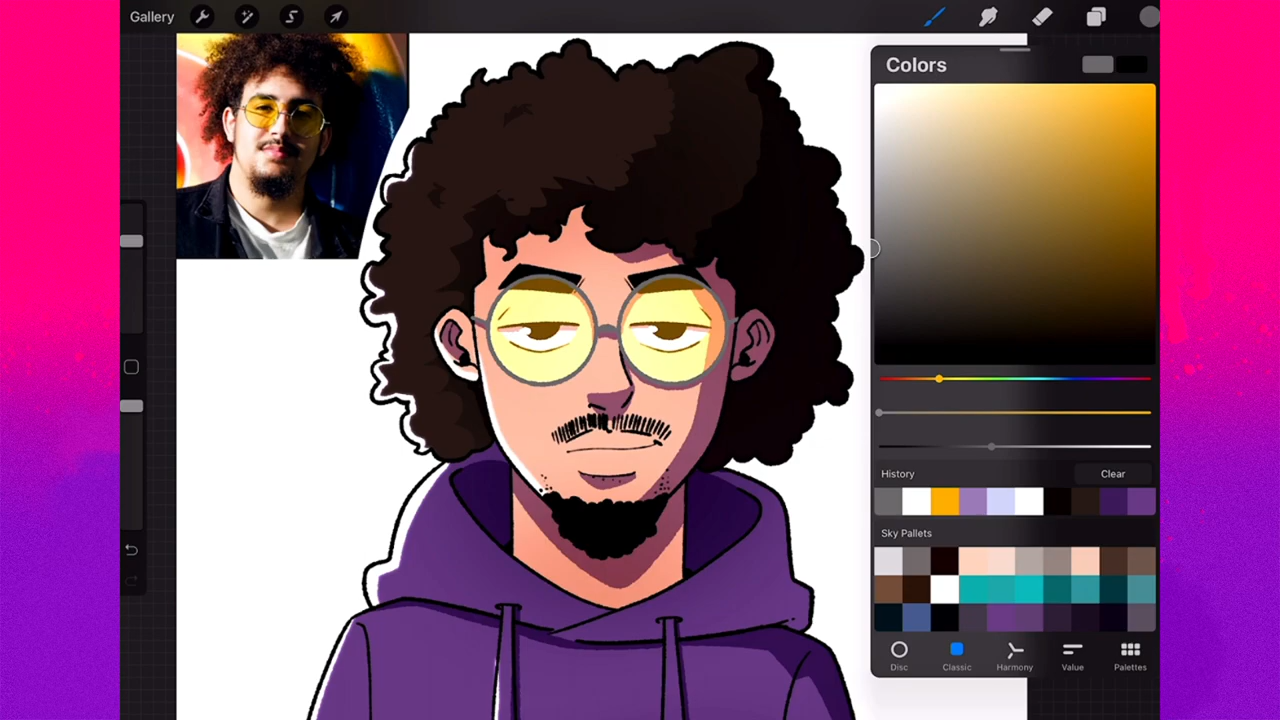 Gallery
Colors
History
Clear
Sky Pallets
Disc
Classic
Harmony
Value
Palettes